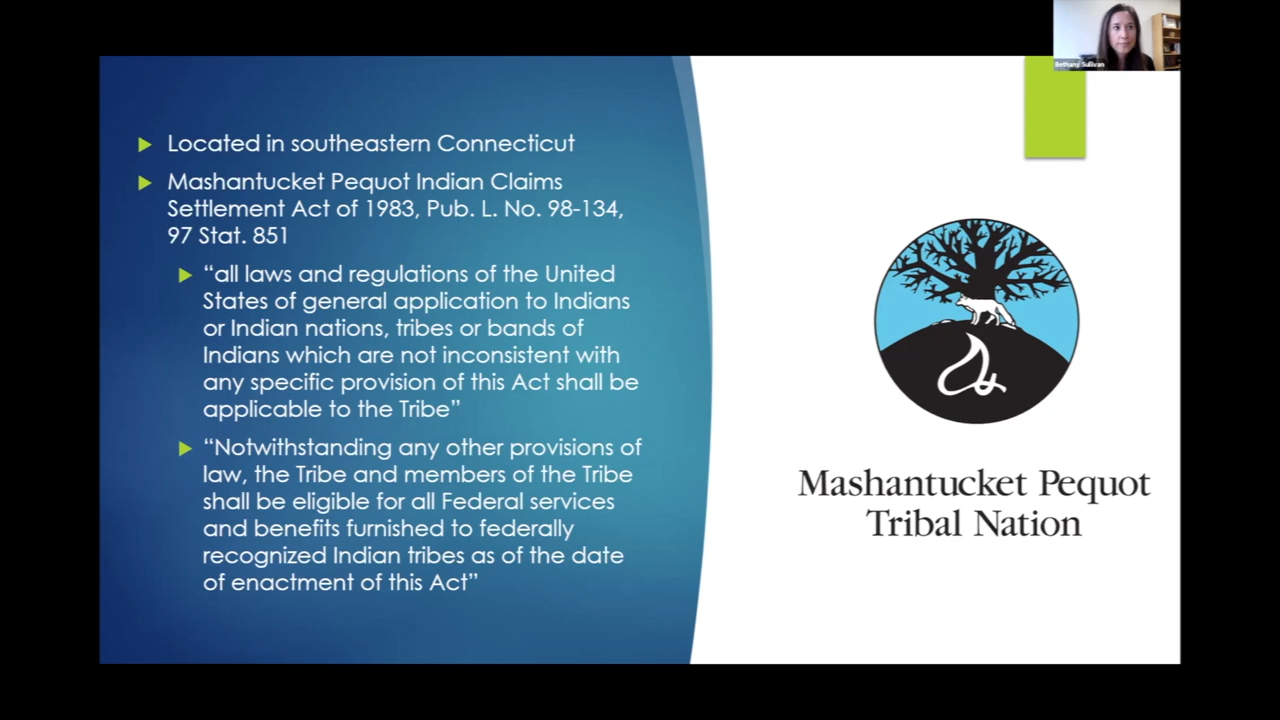 Bethany Sullivan
Located in southeastern Connecticut
Mashantucket Pequot Indian Claims
Settlement Act of 1983, Pub. L. No. 98-134,
97 Stat. 851
“all laws and regulations of the United
States of general application to Indians
or Indian nations, tribes or bands of
Indians which are not inconsistent with
any specific provision of this Act shall be
applicable to the Tribe”
“Notwithstanding any other provisions of
law, the Tribe and members of the Tribe
shall be eligible for all Federal services
and benefits furnished to federally
recognized Indian tribes as of the date
of enactment of this Act”
Mashantucket Pequot
Tribal Nation